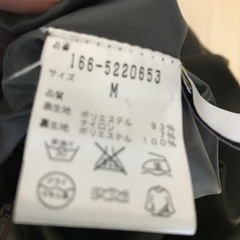 品番
166-5220653
サイズ
M
品質
表生地 ポリエステル 93%
ナイロン 7%
裏生地 ポリエステル